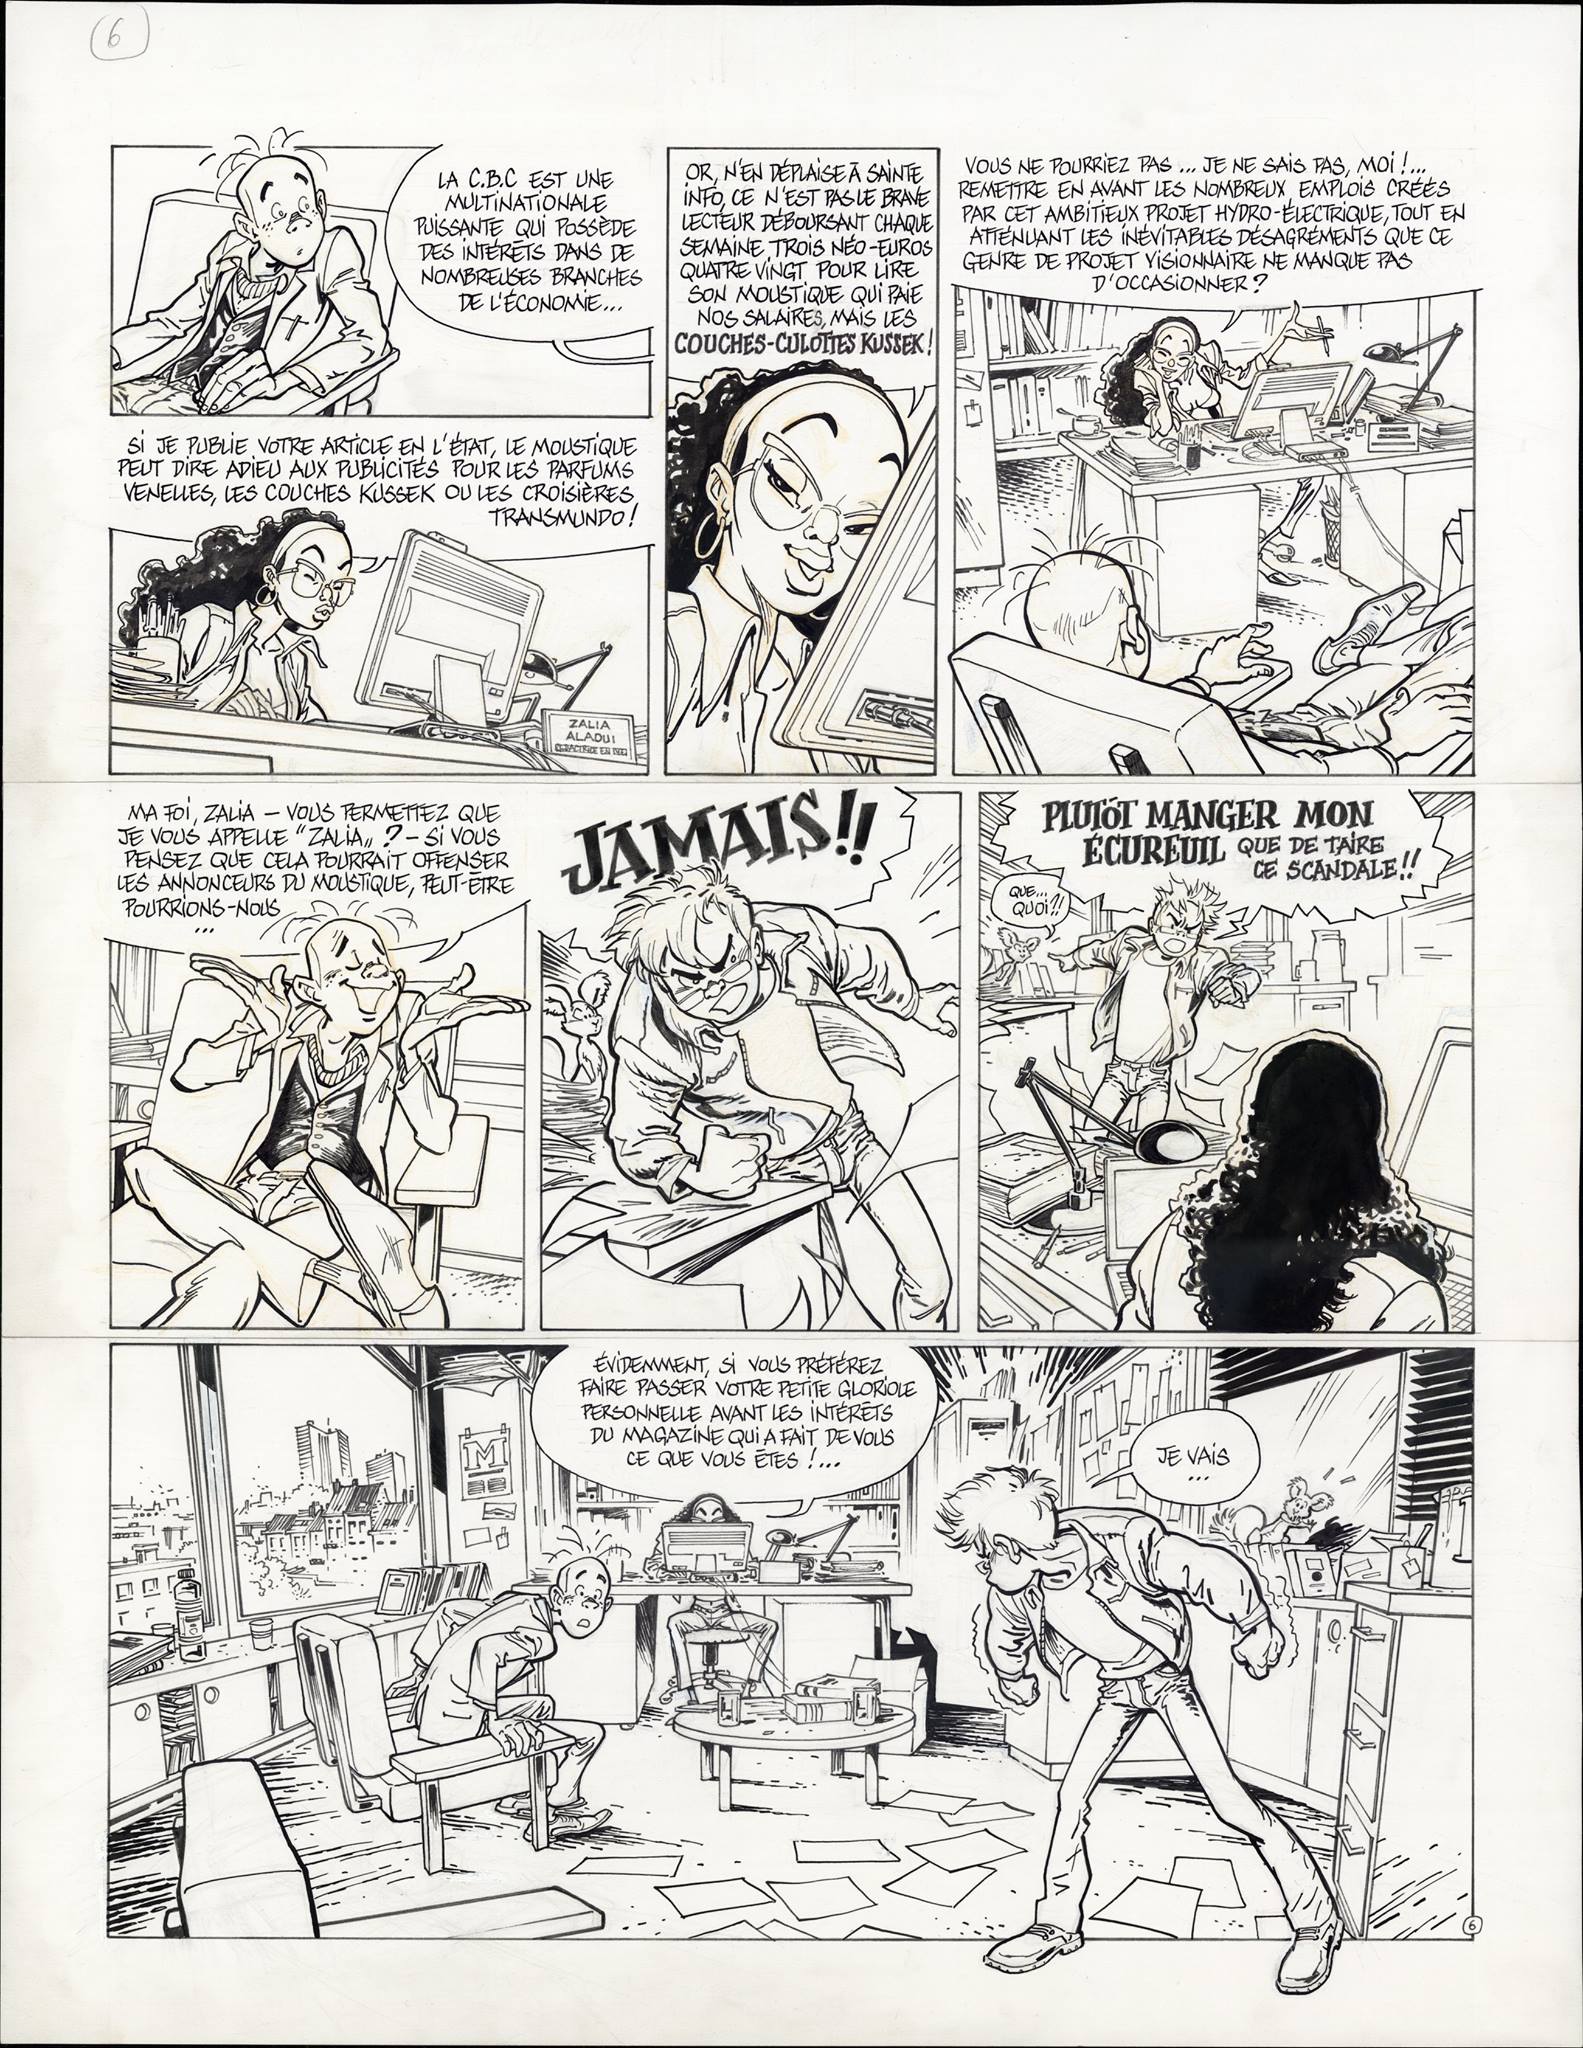 6
LA C.B.C EST UNE
MULTINATIONALE
PUISSANTE QUI POSSÈDE
DES INTÉRÊTS DANS DE
NOMBREUSES BRANCHES
DE L'ÉCONOMIE...
SI JE PUBLIE VOTRE ARTICLE EN L'ÉTAT, LE MOUSTIQUE
PEUT DIRE ADIEU AUX PUBLICITÉS POUR LES PARFUMS
VENELLES, LES COUCHES KUSSEK OU LES CROISIÈRES
TRANSMUNDO!
ZALIA
ALAOUI
OR, N'EN DÉPLAISE À SAINTE
INFO, CE N'EST PAS LE BRAVE
LECTEUR DÉBOURSANT CHAQUE
SEMAINE TROIS NÉO-EUROS
QUATRE VINGT POUR LIRE
SON MOUSTIQUE QUI PAIE
NOS SALAIRES, MAIS LES
COUCHES-CULOTTES KUSSEK!
VOUS NE POURRIEZ PAS... JE NE SAIS PAS, MOI!...
REMETTRE EN AVANT LES NOMBREUX EMPLOIS CRÉÉS
PAR CET AMBITIEUX PROJET HYDRO-ÉLECTRIQUE, TOUT EN
ATTÉNUANT LES INÉVITABLES DÉSAGRÉMENTS QUE CE
GENRE DE PROJET VISIONNAIRE NE MANQUE PAS
D'OCCASIONNER?
MA FOI, ZALIA – VOUS PERMETTEZ QUE
JE VOUS APPELLE "ZALIA"? – SI VOUS
PENSEZ QUE CELA POURRAIT OFFENSER
LES ANNONCEURS DU MOUSTIQUE, PEUT-ÊTRE
POURRIONS-NOUS
...
JAMAIS!!
PLUTÔT MANGER MON
ÉCUREUIL QUE DE TAIRE
CE SCANDALE!!
QUE...
QUOI?!
ÉVIDEMMENT, SI VOUS PRÉFÉREZ
FAIRE PASSER VOTRE PETITE GLORIOLE
PERSONNELLE AVANT LES INTÉRÊTS
DU MAGAZINE QUI A FAIT DE VOUS
CE QUE VOUS ÊTES!...
M
JE VAIS
...
6